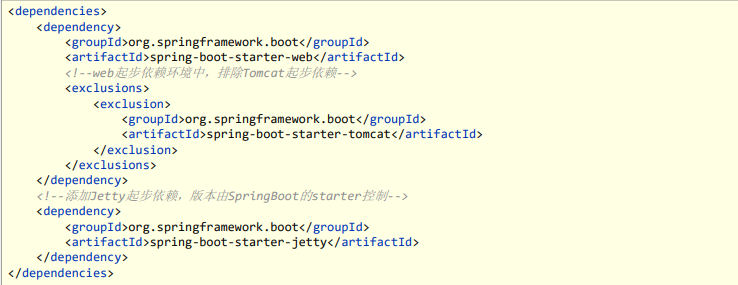 <dependencies>
<dependency>
<groupId>org.springframework.boot</groupId>
<artifactId>spring-boot-starter-web</artifactId>
<!--web起步依赖环境中，排除Tomcat起步依赖-->
<exclusions>
<exclusion>
<groupId>org.springframework.boot</groupId>
<artifactId>spring-boot-starter-tomcat</artifactId>
</exclusion>
</exclusions>
</dependency>
<!--添加Jetty起步依赖，版本由SpringBoot的starter控制-->
<dependency>
<groupId>org.springframework.boot</groupId>
<artifactId>spring-boot-starter-jetty</artifactId>
</dependency>
</dependencies>